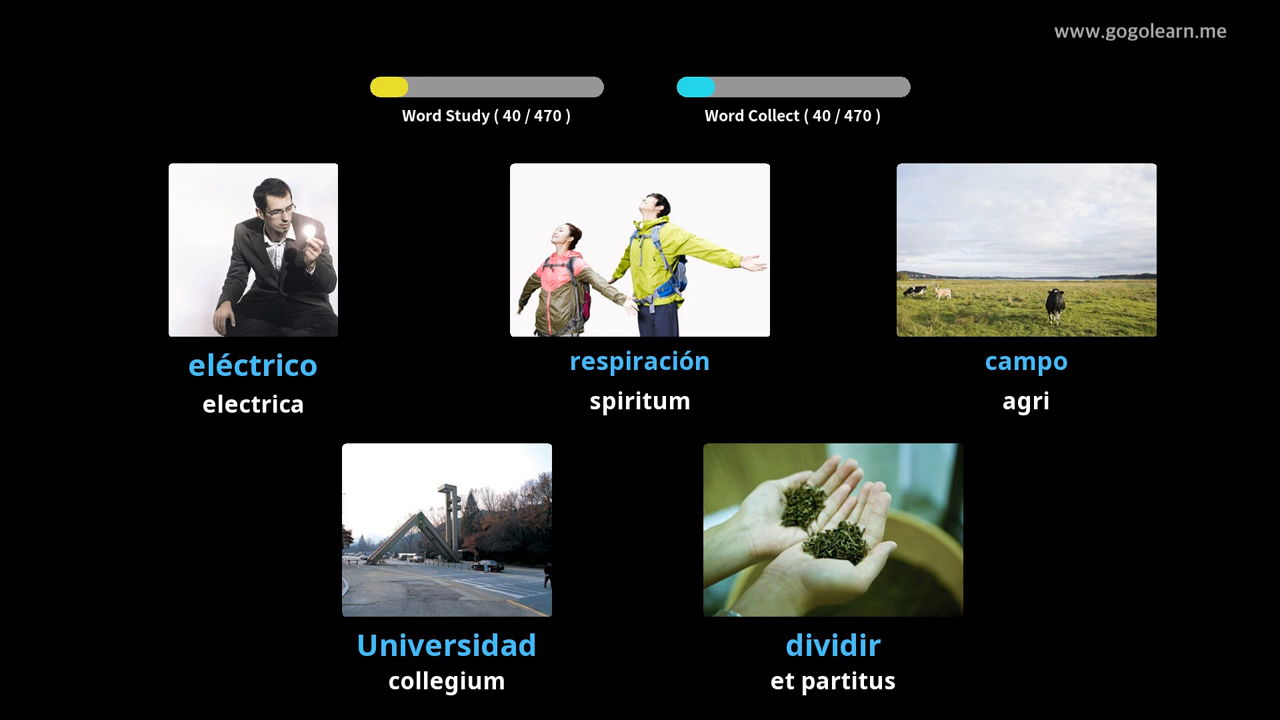 www.gogolearn.me
Word Study ( 40 / 470 )
Word Collect ( 40 / 470 )
eléctrico
electrica
respiración
spiritum
campo
agri
Universidad
collegium
dividir
et partitus